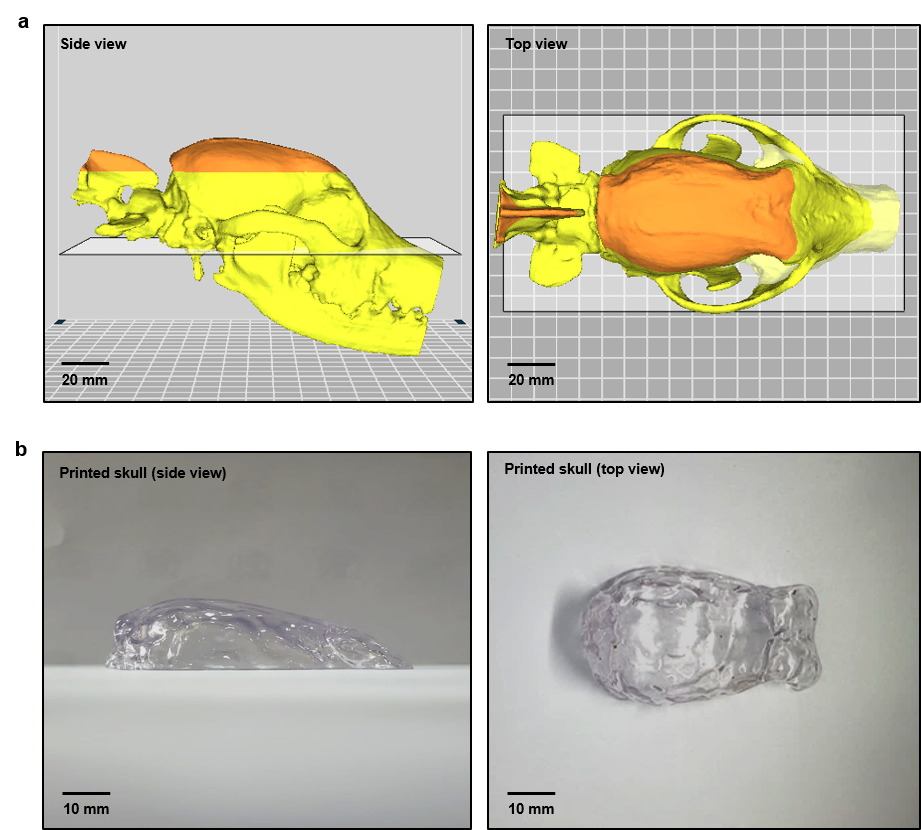 a
Side view
Top view
20 mm
20 mm
b
Printed skull (side view)
Printed skull (top view)
10 mm
10 mm